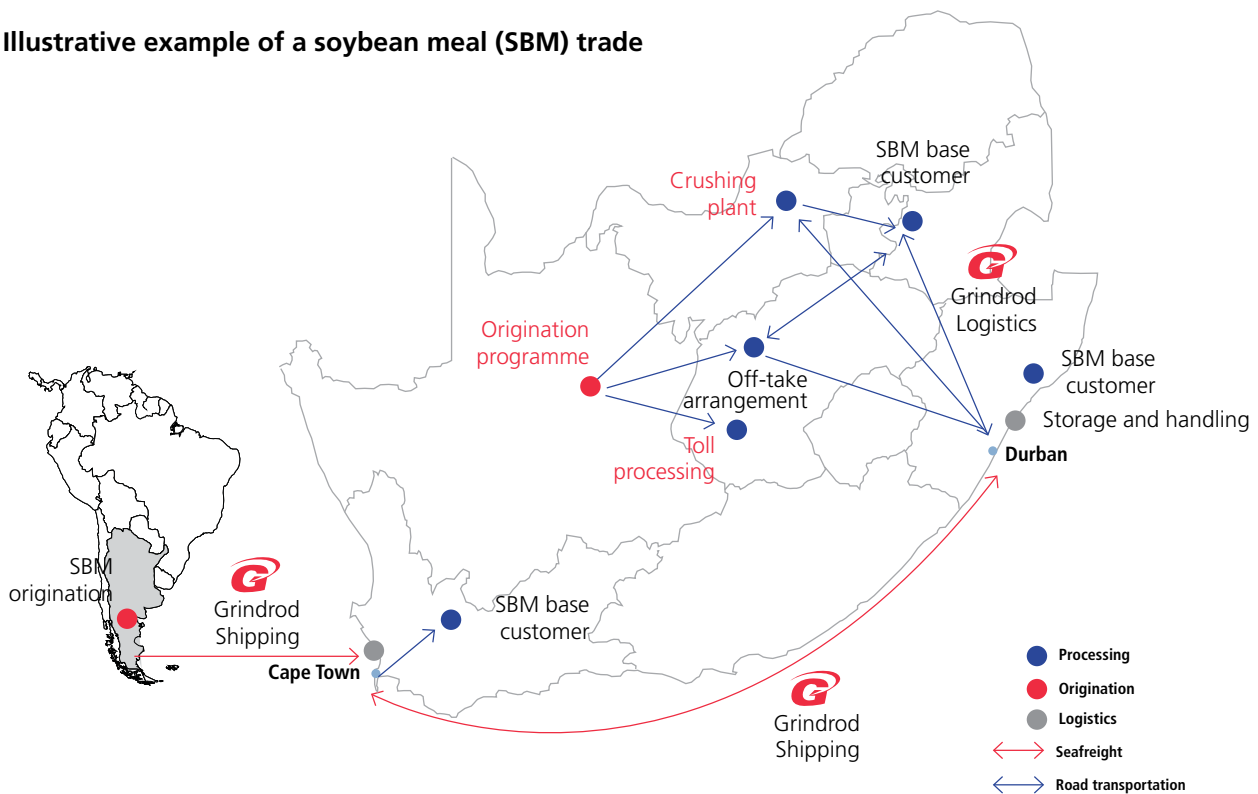 Illustrative example of a soybean meal (SBM) trade
SBM base
customer
Crushing
plant
G
Grindrod
Logistics
Origination
programme
SBM base
customer
Off-take
arrangement
Storage and handling
Toll
processing
Durban
SBM
origination
G
Grindrod
Shipping
SBM base
customer
Cape Town
G
Grindrod
Shipping
Processing
Origination
Logistics
Seafreight
Road transportation